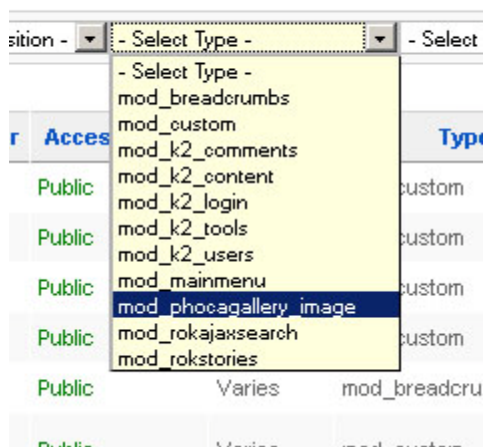 sition - - Select Type - - Select
- Select Type -
mod_breadcrumbs
mod_custom
mod_k2_comments
mod_k2_content
mod_k2_login
mod_k2_tools
mod_k2_users
mod_mainmenu
mod_phocagallery_image
mod_rokajaxsearch
mod_rokstories
r Acces Type
Public custom
Public custom
Public custom
Public custom
Public Varies mod_breadcru